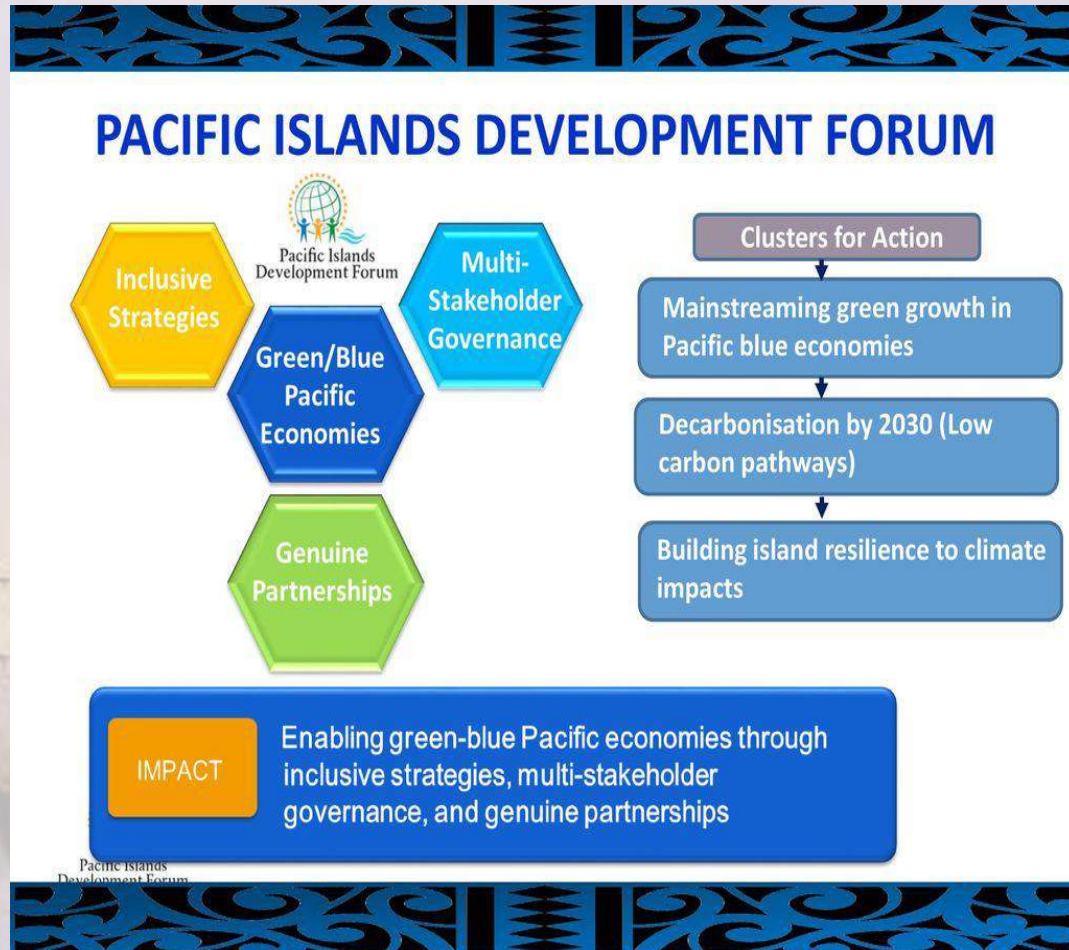 PACIFIC ISLANDS DEVELOPMENT FORUM
Pacific Islands
Development Forum
Inclusive
Strategies
Multi-
Stakeholder
Governance
Green/Blue
Pacific
Economies
Genuine
Partnerships
Clusters for Action
Mainstreaming green growth in
Pacific blue economies
Decarbonisation by 2030 (Low
carbon pathways)
Building island resilience to climate
impacts
IMPACT
Enabling green-blue Pacific economies through
inclusive strategies, multi-stakeholder
governance, and genuine partnerships
Pacific Islands
Development Forum